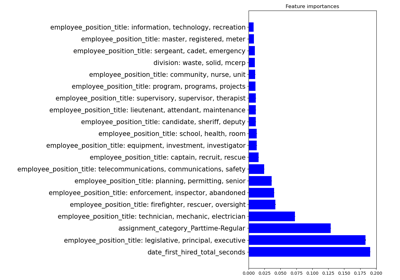 Feature importances
employee_position_title: information, technology, recreation
employee_position_title: master, registered, meter
employee_position_title: sergeant, cadet, emergency
division: waste, solid, mcerp
employee_position_title: community, nurse, unit
employee_position_title: program, programs, projects
employee_position_title: supervisory, supervisor, therapist
employee_position_title: lieutenant, attendant, maintenance
employee_position_title: candidate, sheriff, deputy
employee_position_title: school, health, room
employee_position_title: equipment, investment, investigator
employee_position_title: captain, recruit, rescue
employee_position_title: telecommunications, communications, safety
employee_position_title: planning, permitting, senior
employee_position_title: enforcement, inspector, abandoned
employee_position_title: firefighter, rescuer, oversight
employee_position_title: technician, mechanic, electrician
assignment_category_Parttime-Regular
employee_position_title: legislative, principal, executive
date_first_hired_total_seconds
0.000 0.025 0.050 0.075 0.100 0.125 0.150 0.175 0.200